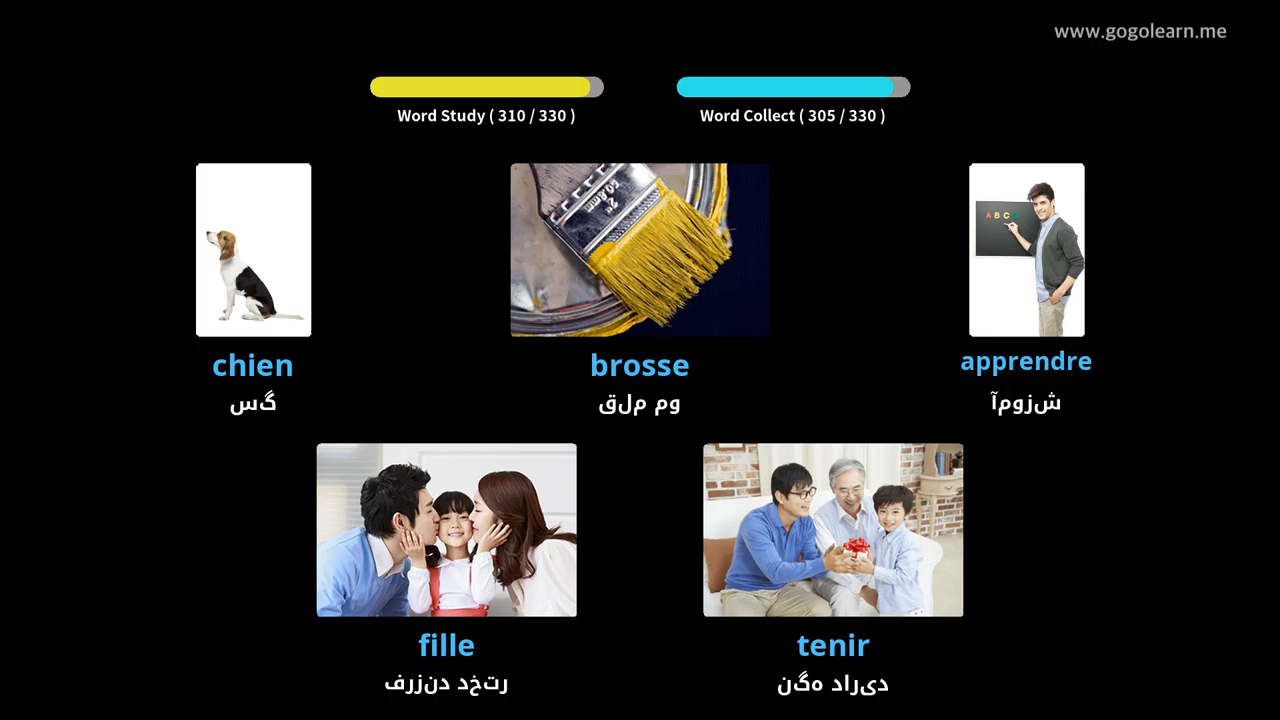 www.gogolearn.me
Word Study ( 310 / 330 )
Word Collect ( 305 / 330 )
chien
گس
brosse
وم ملق
apprendre
شزومآ
fille
رتخد دنزرف
tenir
دیراد هگن